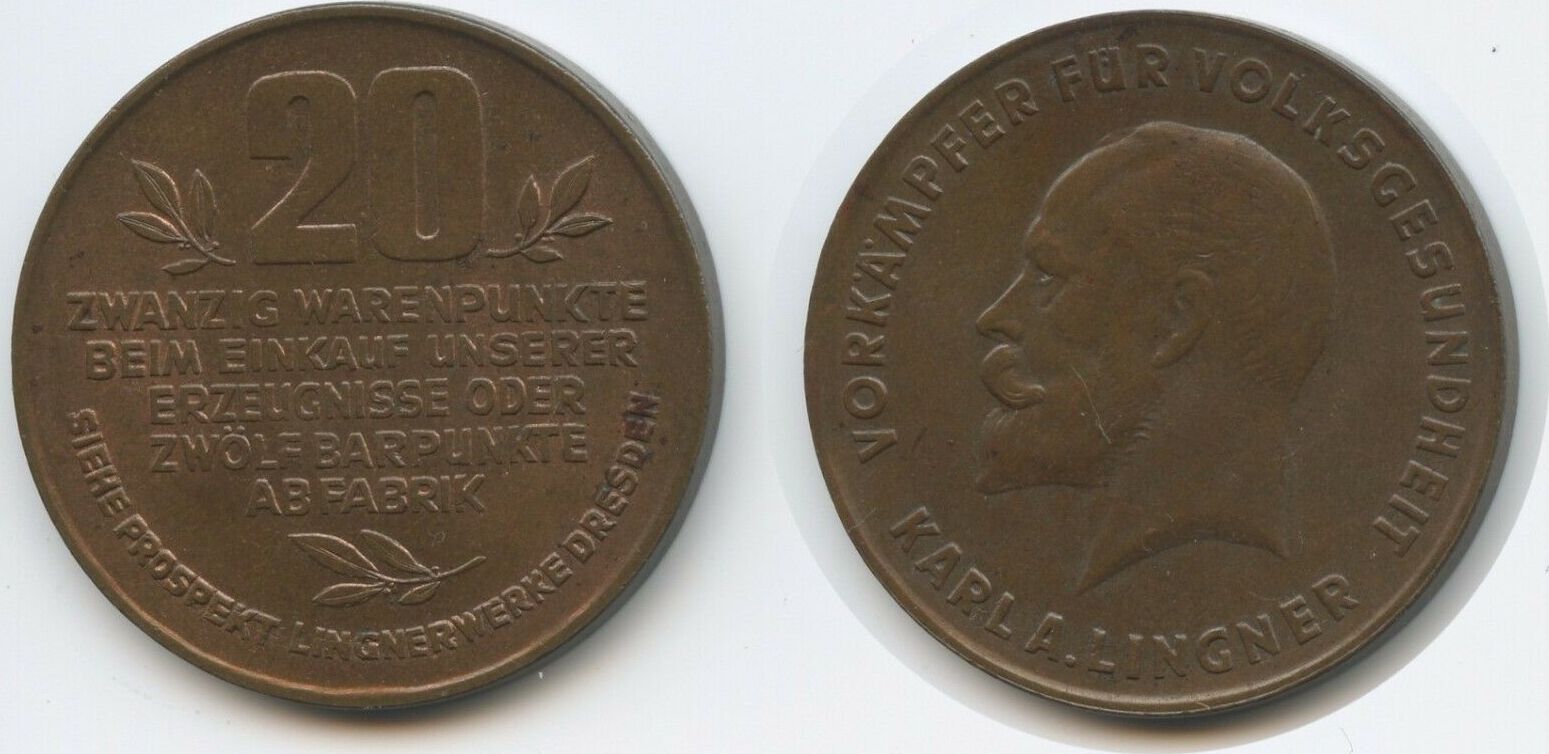 20
ZWANZIG WARENPUNKTE
BEIM EINKAUF UNSERER
ERZEUGNISSE ODER
ZWÖLF BARPUNKTE
AB FABRIK
SIEHE PROSPEKT LINGNERWERKE DRESDEN
VORKÄMPFER FÜR VOLKSGESUNDHEIT
KARL A. LINGNER